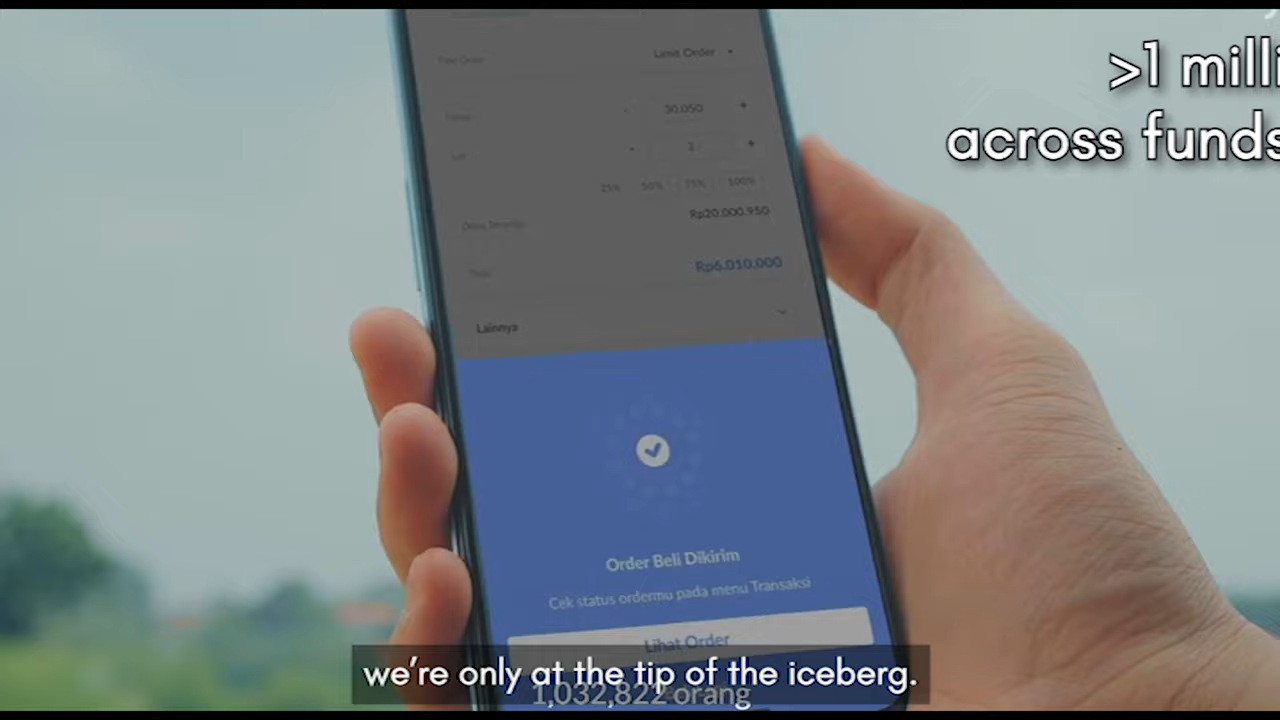 >1 milli
across funds
Limit Order
30.050
25% 50% 75% 100%
Rp20.000.950
Rp6.010.000
Lainnya
Order Beli Dikirim
Cek status ordermu pada menu Transaksi
Lihat Order
we're only at the tip of the iceberg.
1,032,822 orang